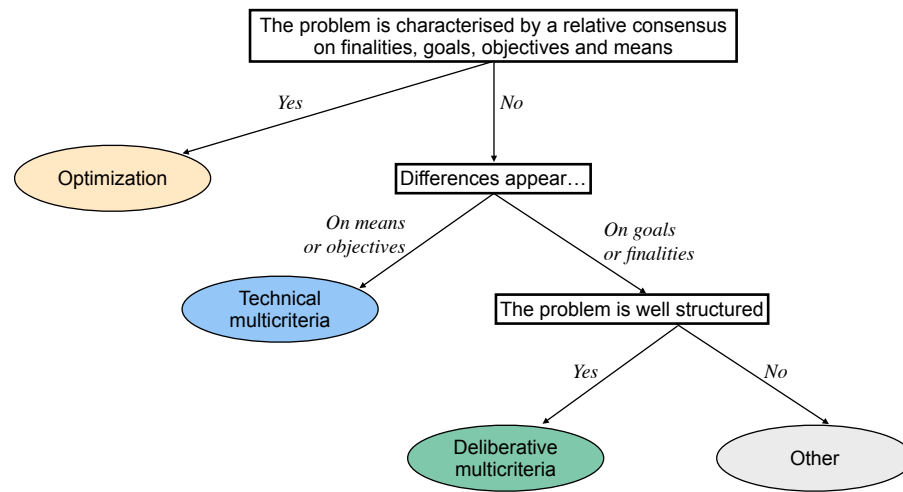 The problem is characterised by a relative consensus
on finalities, goals, objectives and means
Yes
No
Optimization
Differences appear…
On means
or objectives
On goals
or finalities
Technical
multicriteria
The problem is well structured
Yes
No
Deliberative
multicriteria
Other